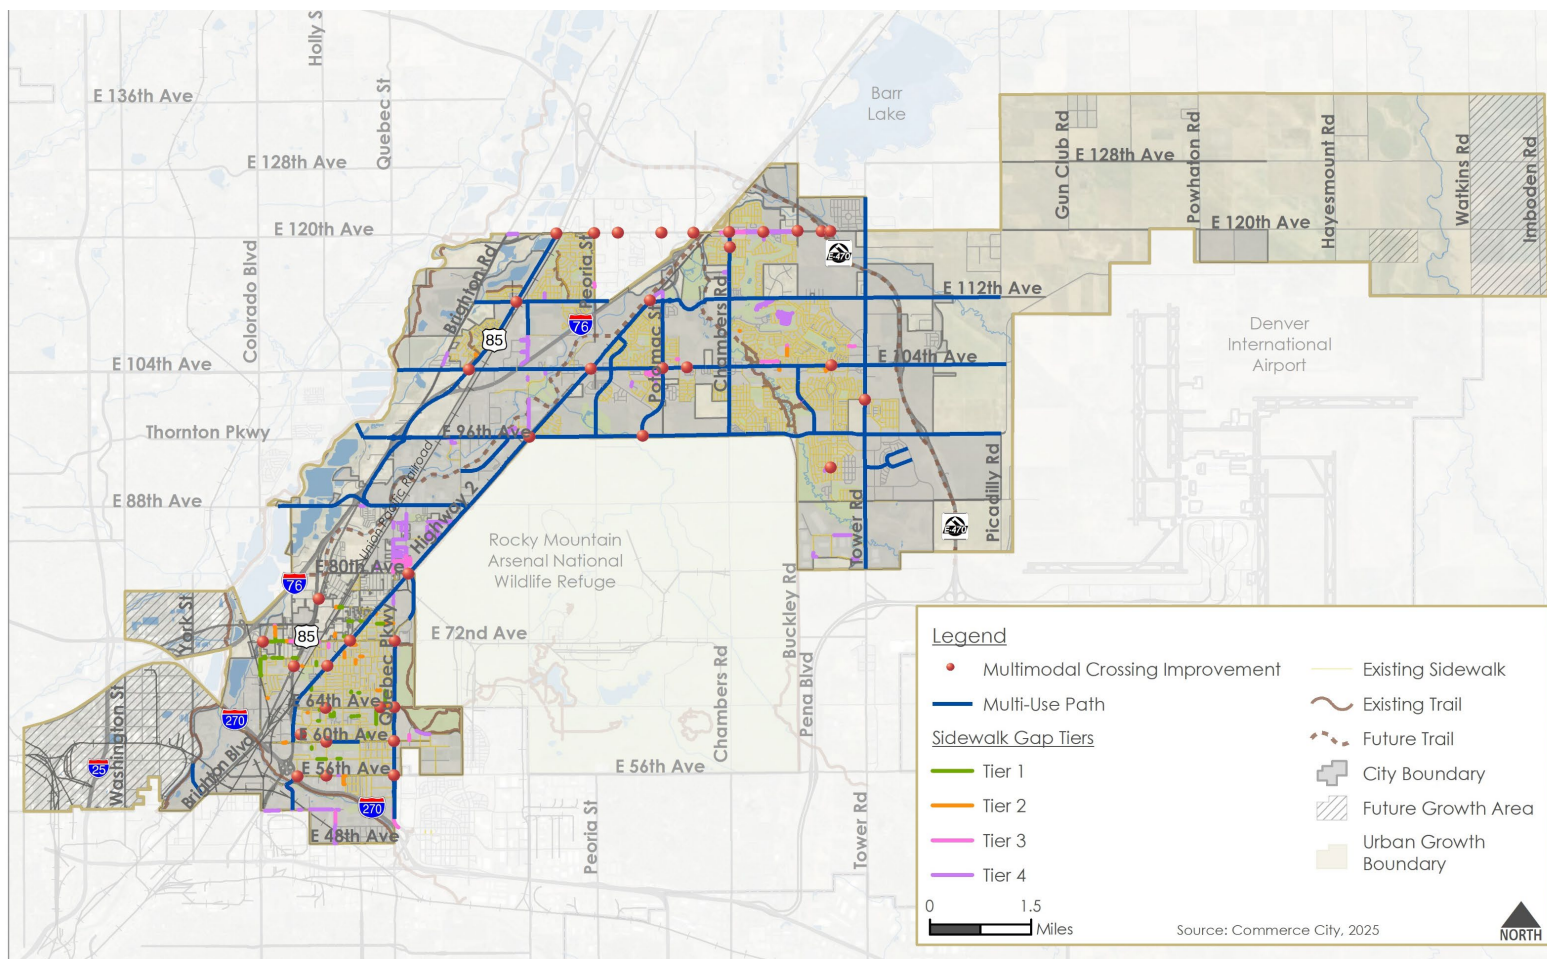 Holly S
Quebec St
E 136th Ave
E 128th Ave
E 120th Ave
Colorado Blvd
Brighton Rd
Peoria St
Barr
Lake
Gun Club Rd
E 128th Ave
Powhaton Rd
E 120th Ave
Hayesmount Rd
Watkins Rd
Imboden Rd
E-470
E 112th Ave
76
85
Potomac St
Chambers Rd
E 104th Ave
E 104th Ave
Denver
International
Airport
Thornton Pkwy
E 96th Ave
Union Pacific Railroad
E 88th Ave
Highway 2
Tower Rd
Picadilly Rd
E-470
Rocky Mountain
Arsenal National
Wildlife Refuge
E 80th Ave
76
York St
85
Quebec Pkwy
E 72nd Ave
Buckley Rd
Pena Blvd
Chambers Rd
E 64th Ave
270
E 60th Ave
Washington St
25
Brighton Blvd
E 56th Ave
E 56th Ave
270
E 48th Ave
Peoria St
Tower Rd
Legend
Multimodal Crossing Improvement
Multi-Use Path
Sidewalk Gap Tiers
Tier 1
Tier 2
Tier 3
Tier 4
Existing Sidewalk
Existing Trail
Future Trail
City Boundary
Future Growth Area
Urban Growth
Boundary
0 1.5
Miles
Source: Commerce City, 2025
NORTH